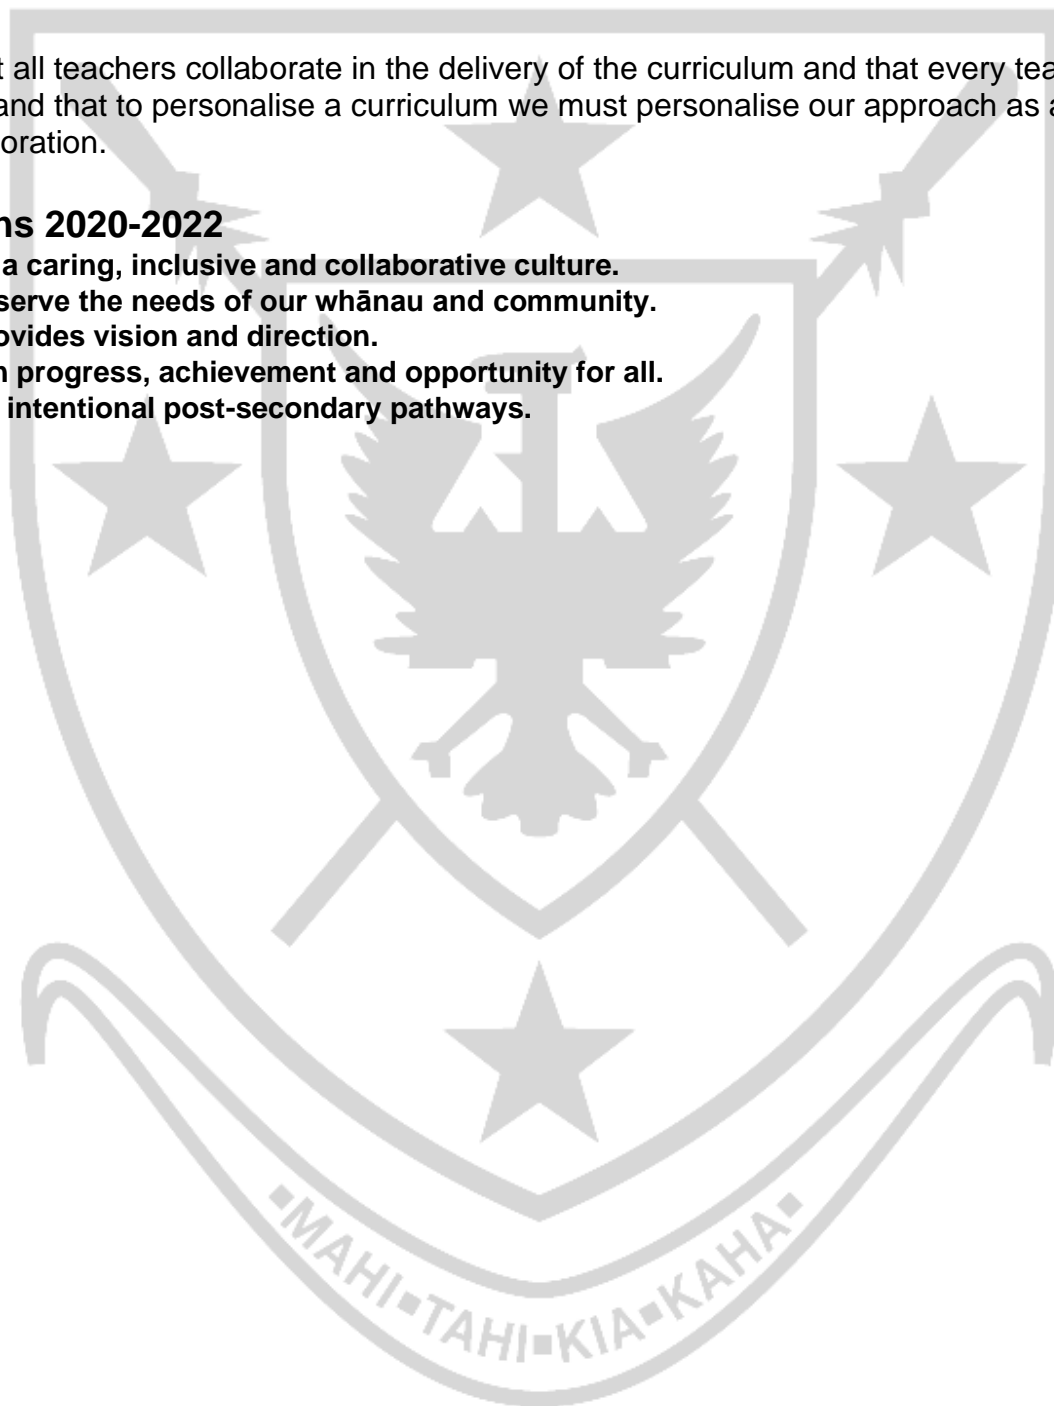 t all teachers collaborate in the delivery of the curriculum and that every tea
and that to personalise a curriculum we must personalise our approach as a
oration.
ns 2020-2022
a caring, inclusive and collaborative culture.
serve the needs of our whānau and community.
ovides vision and direction.
n progress, achievement and opportunity for all.
intentional post-secondary pathways.
▪MAHI▪TAHI▪KIA▪KAHA▪